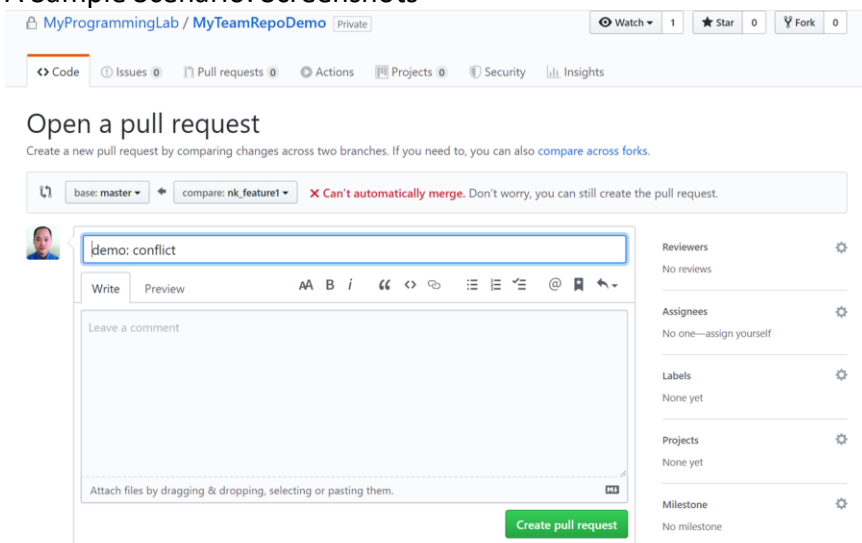 A Sample Scenario: Screenshots
MyProgrammingLab / MyTeamRepoDemo Private
Watch 1 Star 0 Fork 0
Code Issues 0 Pull requests 0 Actions Projects 0 Security Insights
Open a pull request
Create a new pull request by comparing changes across two branches. If you need to, you can also compare across forks.
base: master compare: nk_feature1 Can't automatically merge. Don't worry, you can still create the pull request.
demo: conflict
Reviewers
No reviews
Write Preview AA B i
Assignees
No one—assign yourself
Leave a comment
Labels
None yet
Projects
None yet
Attach files by dragging & dropping, selecting or pasting them.
Milestone
No milestone
Create pull request